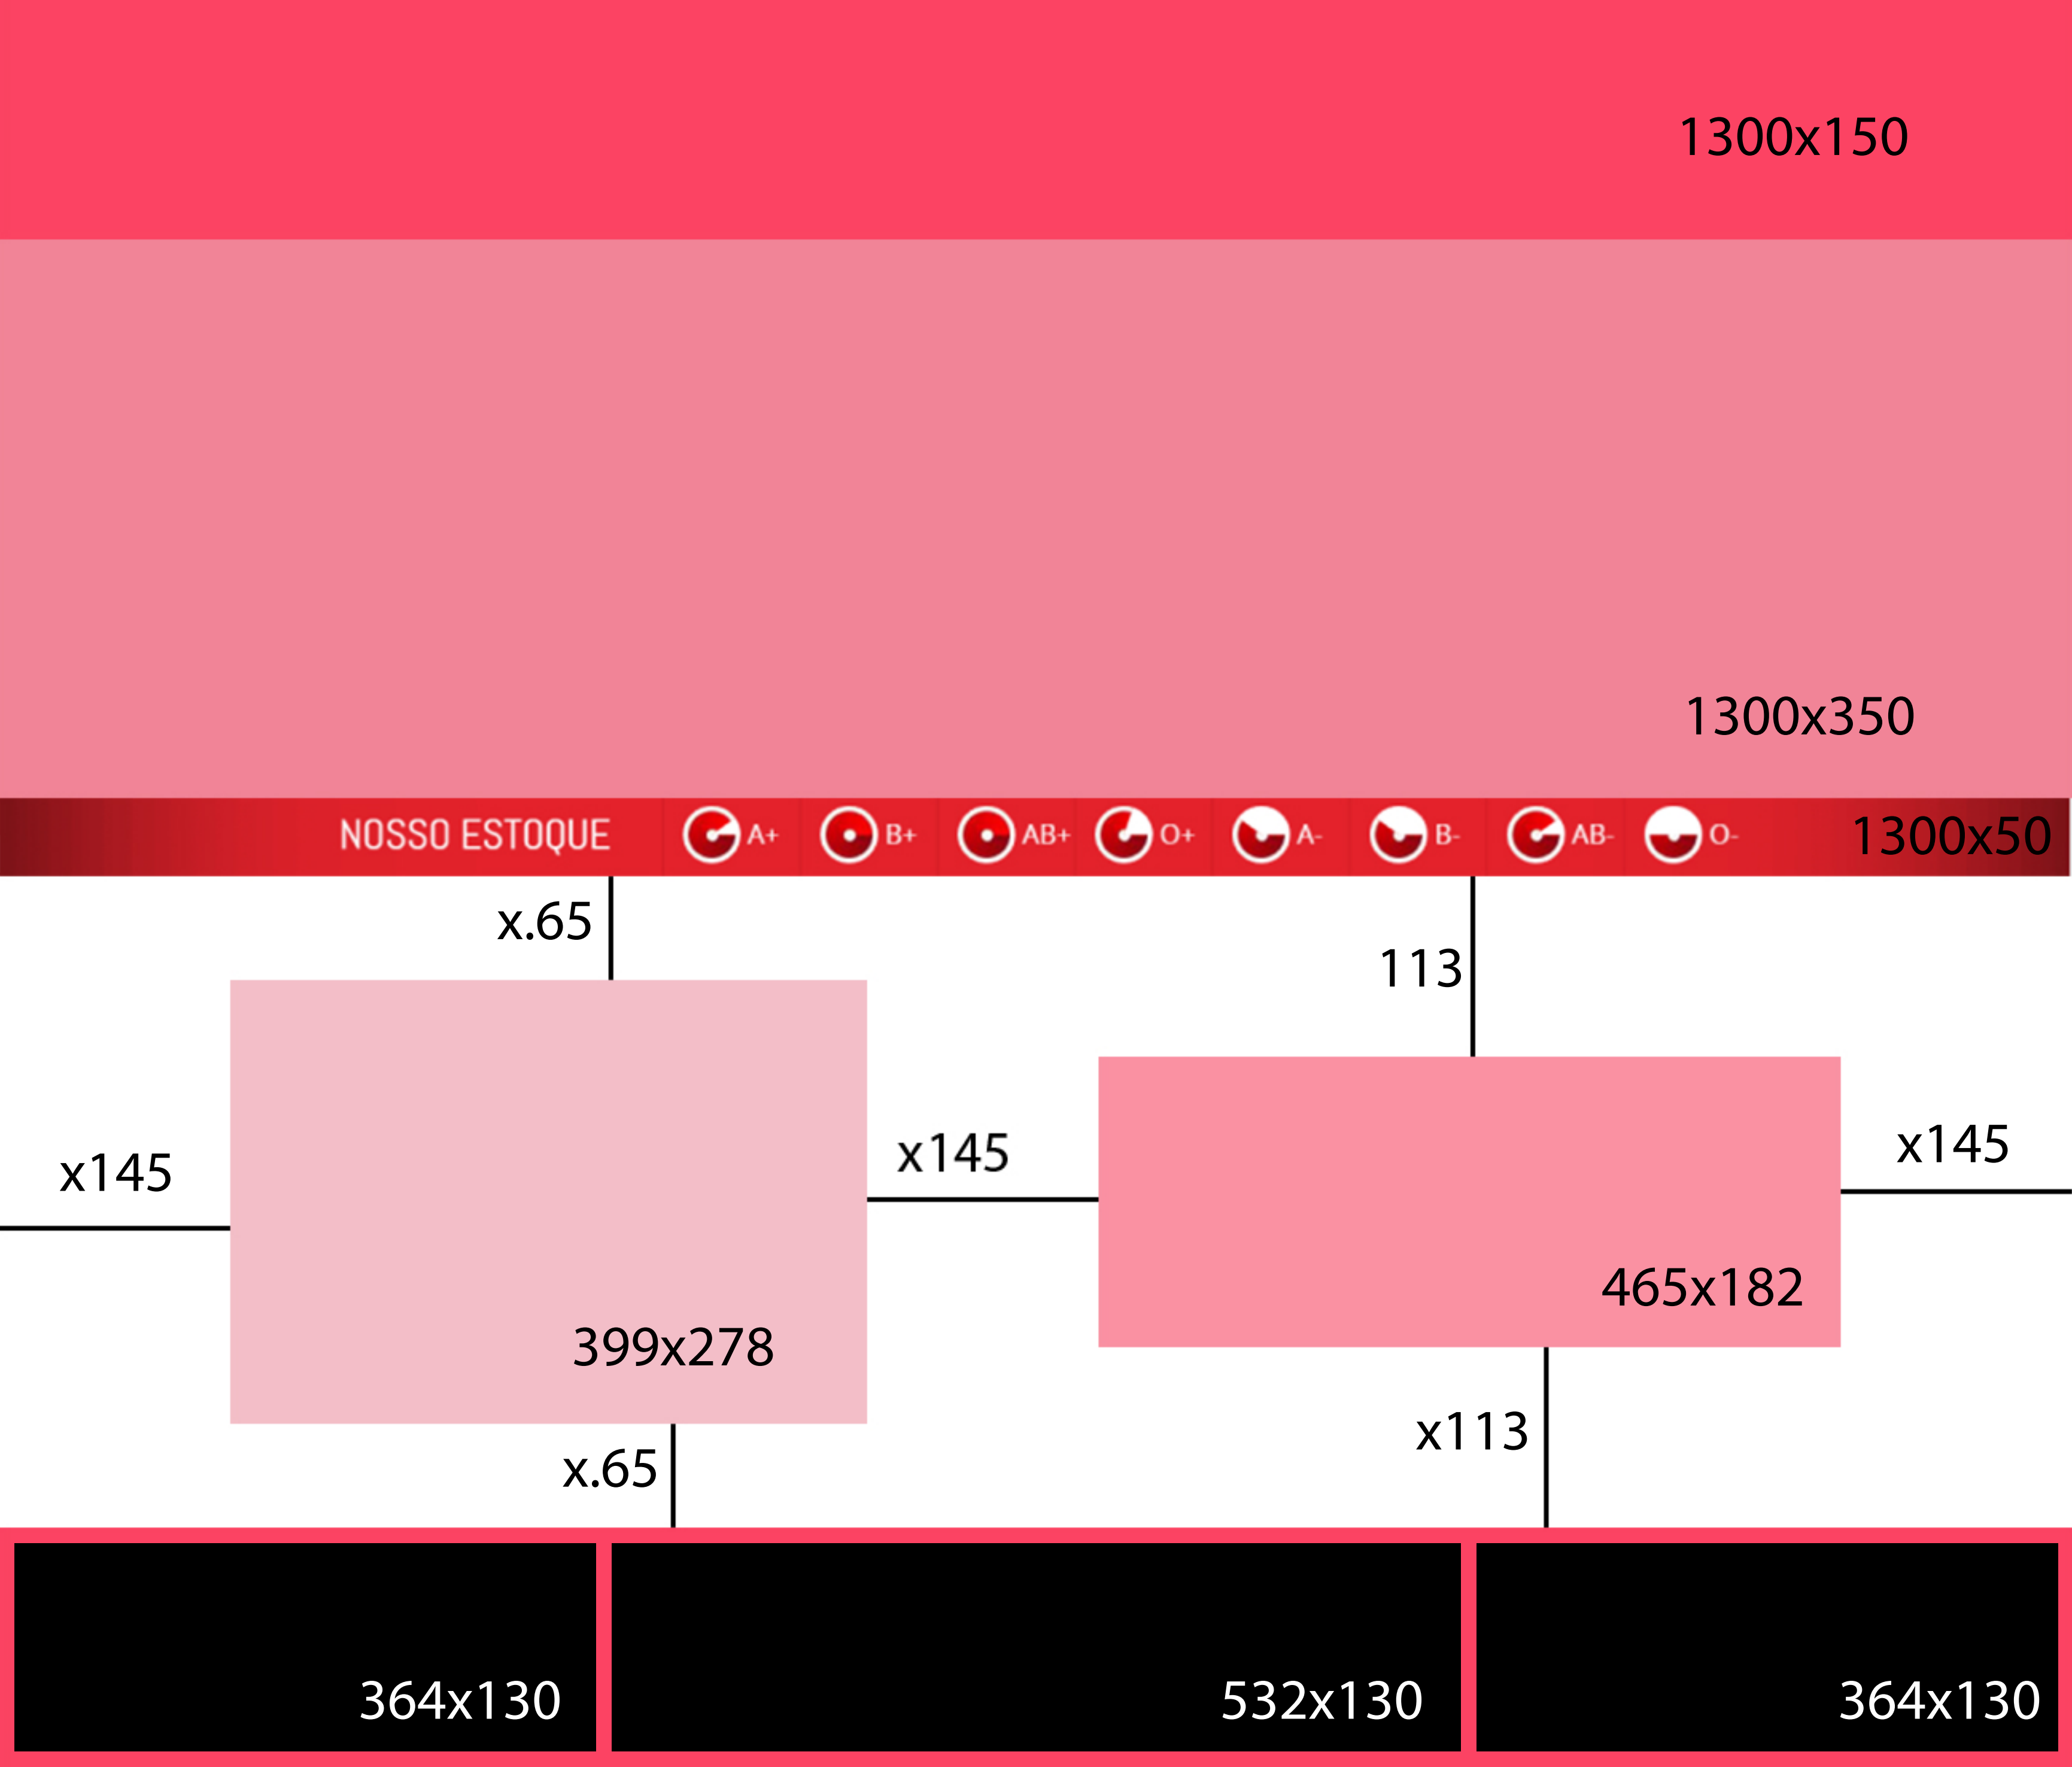 1300x150
1300x350
NOSSO ESTOQUE A+ B+ AB+ O+ A- B- AB- O- 1300x50
x.65
113
x145
x145
x145
465x182
399x278
x113
x.65
364x130
532x130
364x130